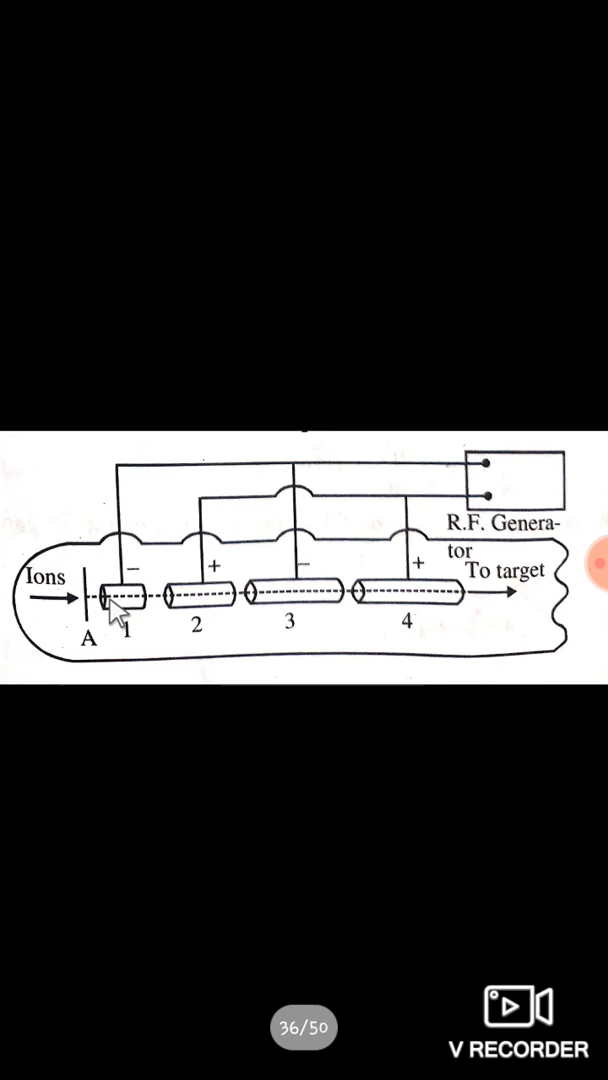 R.F. Genera-
tor
Ions
−
+
−
+
To target
A
1
2
3
4
36/50
V RECORDER